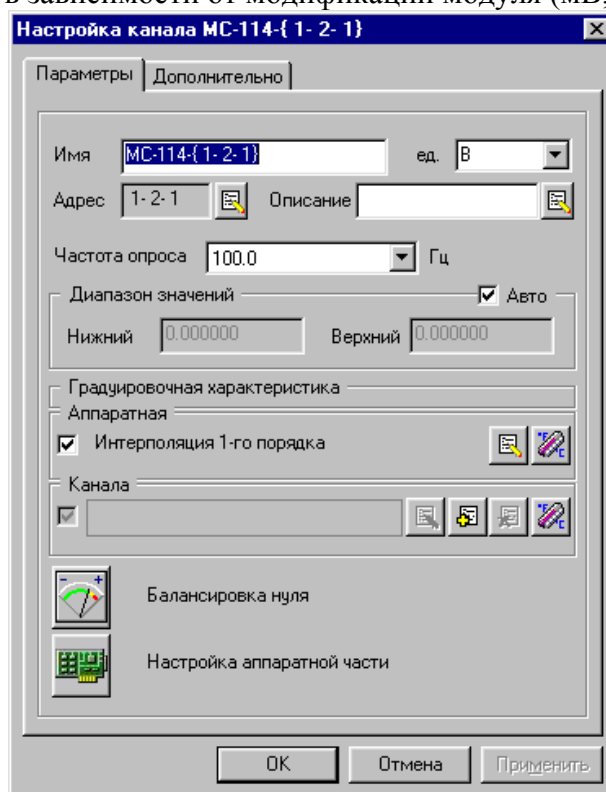 в зависимости от модификации модуля (мВ,
Настройка канала МС-114-{ 1- 2- 1}
Параметры Дополнительно
Имя МС-114-{ 1- 2- 1} ед. В
Адрес 1- 2- 1 Описание
Частота опроса 100.0 Гц
Диапазон значений Авто
Нижний 0.000000 Верхний 0.000000
Градуировочная характеристика
Аппаратная
Интерполяция 1-го порядка
Канала
Балансировка нуля
Настройка аппаратной части
OK Отмена Применить